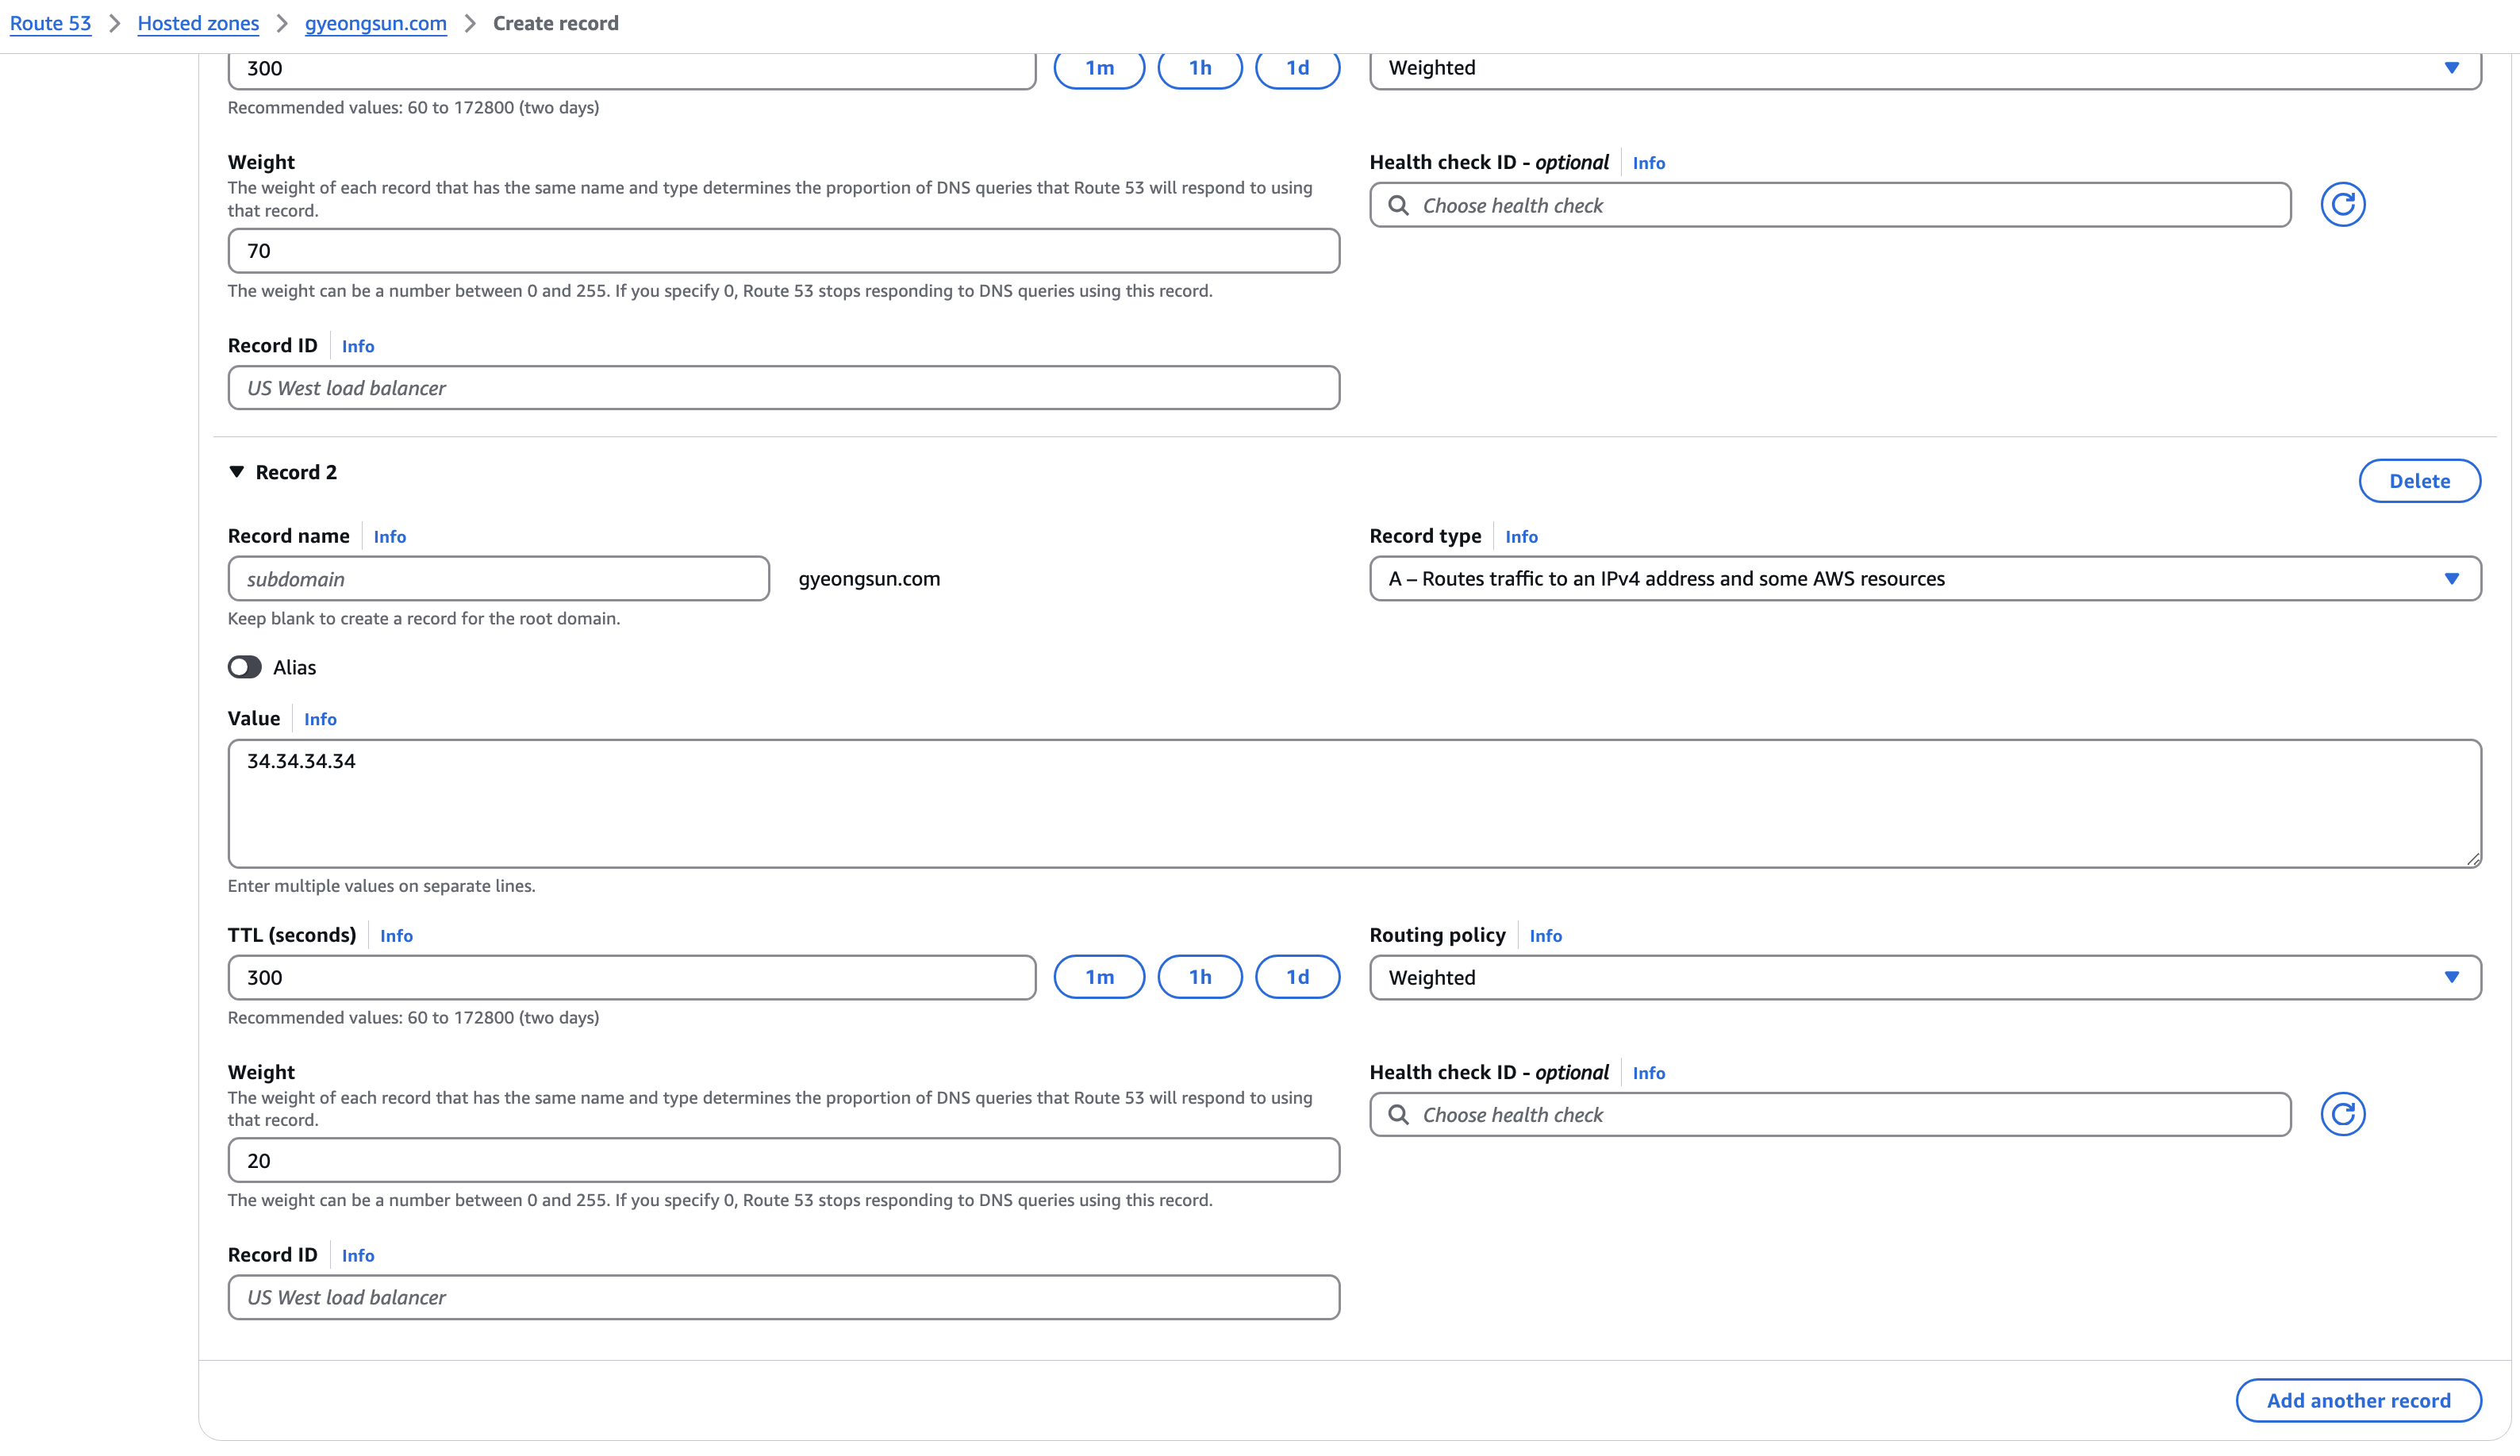 Route 53 > Hosted zones > gyeongsun.com > Create record
300 1m 1h 1d Weighted
Recommended values: 60 to 172800 (two days)
Weight
The weight of each record that has the same name and type determines the proportion of DNS queries that Route 53 will respond to using
that record.
70
The weight can be a number between 0 and 255. If you specify 0, Route 53 stops responding to DNS queries using this record.
Health check ID - optional Info
Choose health check
Record ID Info
US West load balancer
Record 2
Delete
Record name Info
subdomain gyeongsun.com
Keep blank to create a record for the root domain.
Record type Info
A – Routes traffic to an IPv4 address and some AWS resources
Alias
Value Info
34.34.34.34
Enter multiple values on separate lines.
TTL (seconds) Info
300 1m 1h 1d
Recommended values: 60 to 172800 (two days)
Routing policy Info
Weighted
Weight
The weight of each record that has the same name and type determines the proportion of DNS queries that Route 53 will respond to using
that record.
20
The weight can be a number between 0 and 255. If you specify 0, Route 53 stops responding to DNS queries using this record.
Health check ID - optional Info
Choose health check
Record ID Info
US West load balancer
Add another record